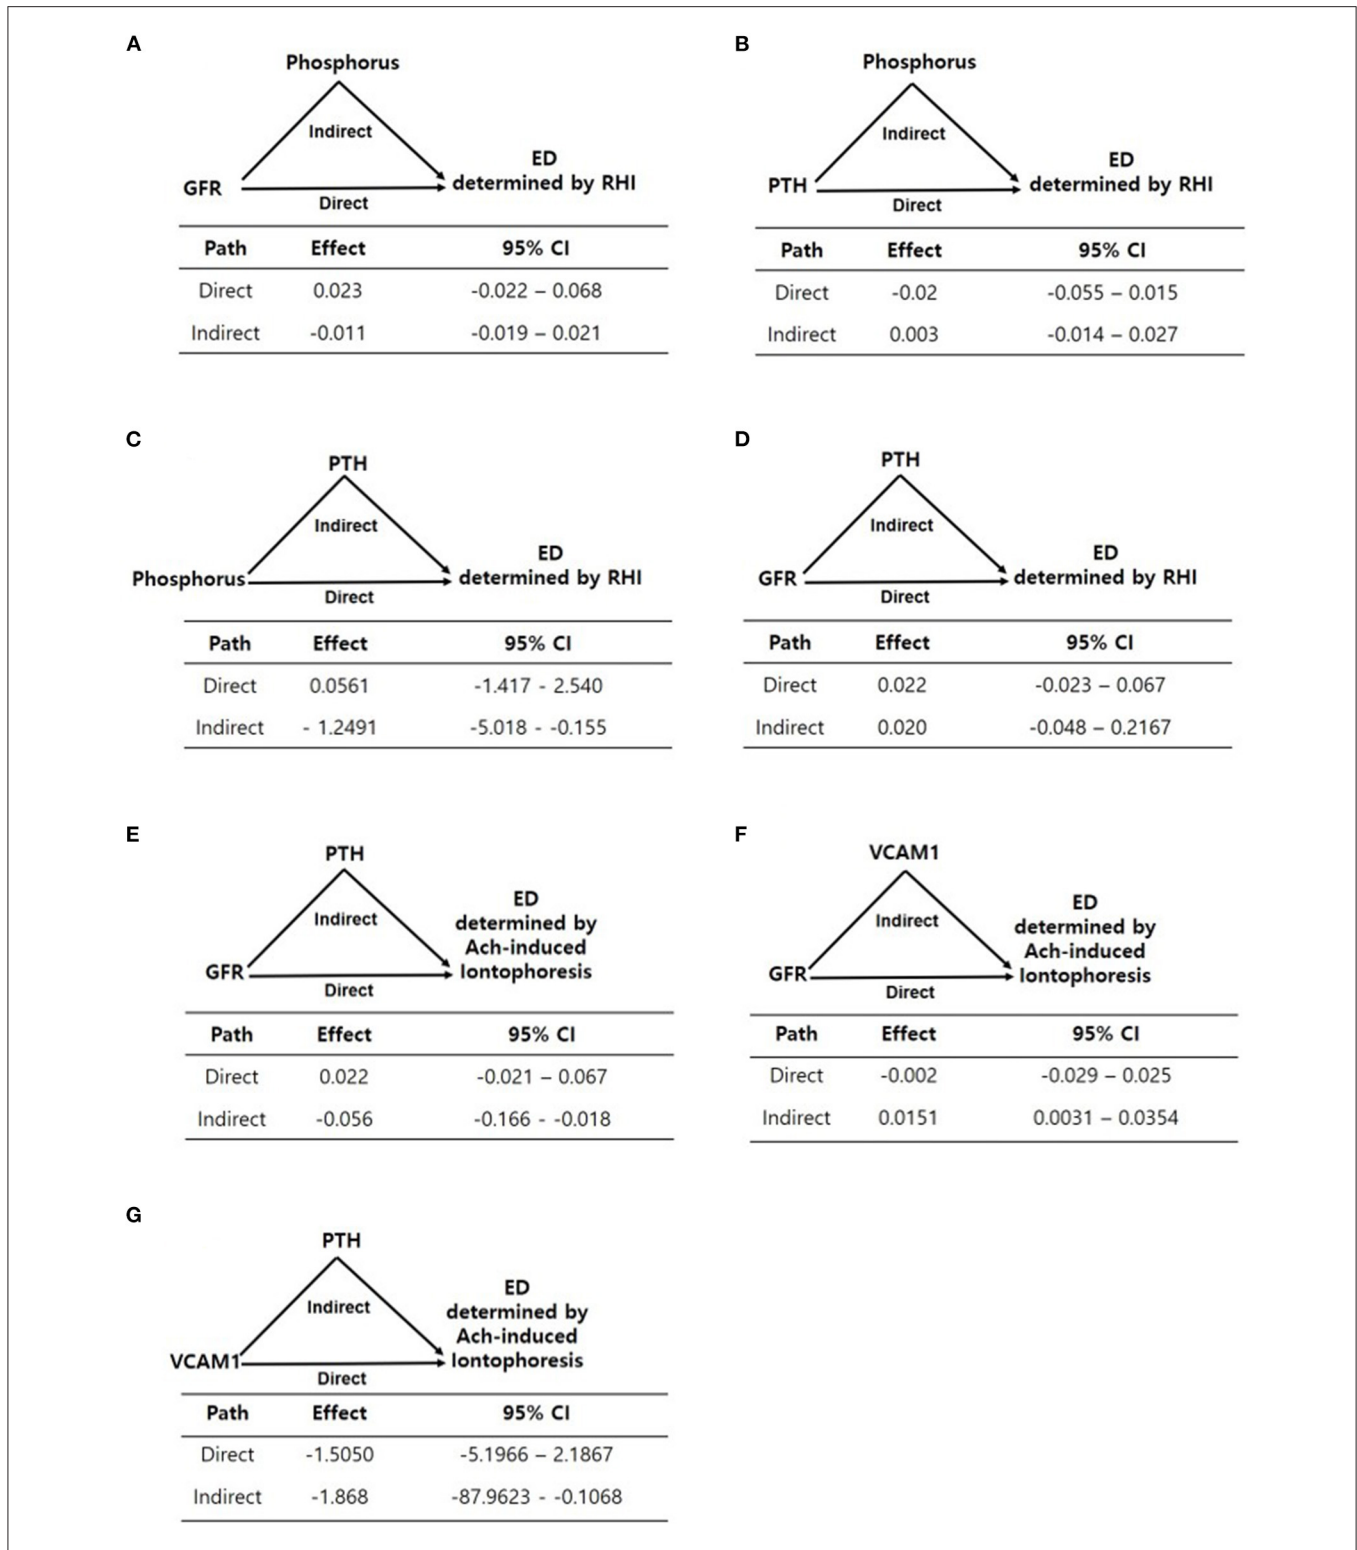 A
Phosphorus
Indirect
GFR
ED
determined by RHI
Direct
Path Effect 95% CI
Direct 0.023 -0.022 – 0.068
Indirect -0.011 -0.019 – 0.021
B
Phosphorus
Indirect
PTH
ED
determined by RHI
Direct
Path Effect 95% CI
Direct -0.02 -0.055 – 0.015
Indirect 0.003 -0.014 – 0.027
C
PTH
Indirect
Phosphorus
ED
determined by RHI
Direct
Path Effect 95% CI
Direct 0.0561 -1.417 - 2.540
Indirect - 1.2491 -5.018 - -0.155
D
PTH
Indirect
GFR
ED
determined by RHI
Direct
Path Effect 95% CI
Direct 0.022 -0.023 – 0.067
Indirect 0.020 -0.048 – 0.2167
E
PTH
Indirect
GFR
ED
determined by
Ach-induced
Iontophoresis
Direct
Path Effect 95% CI
Direct 0.022 -0.021 – 0.067
Indirect -0.056 -0.166 - -0.018
F
VCAM1
Indirect
GFR
ED
determined by
Ach-induced
Iontophoresis
Direct
Path Effect 95% CI
Direct -0.002 -0.029 – 0.025
Indirect 0.0151 0.0031 – 0.0354
G
PTH
Indirect
VCAM1
ED
determined by
Ach-induced
Iontophoresis
Direct
Path Effect 95% CI
Direct -1.5050 -5.1966 – 2.1867
Indirect -1.868 -87.9623 - -0.1068